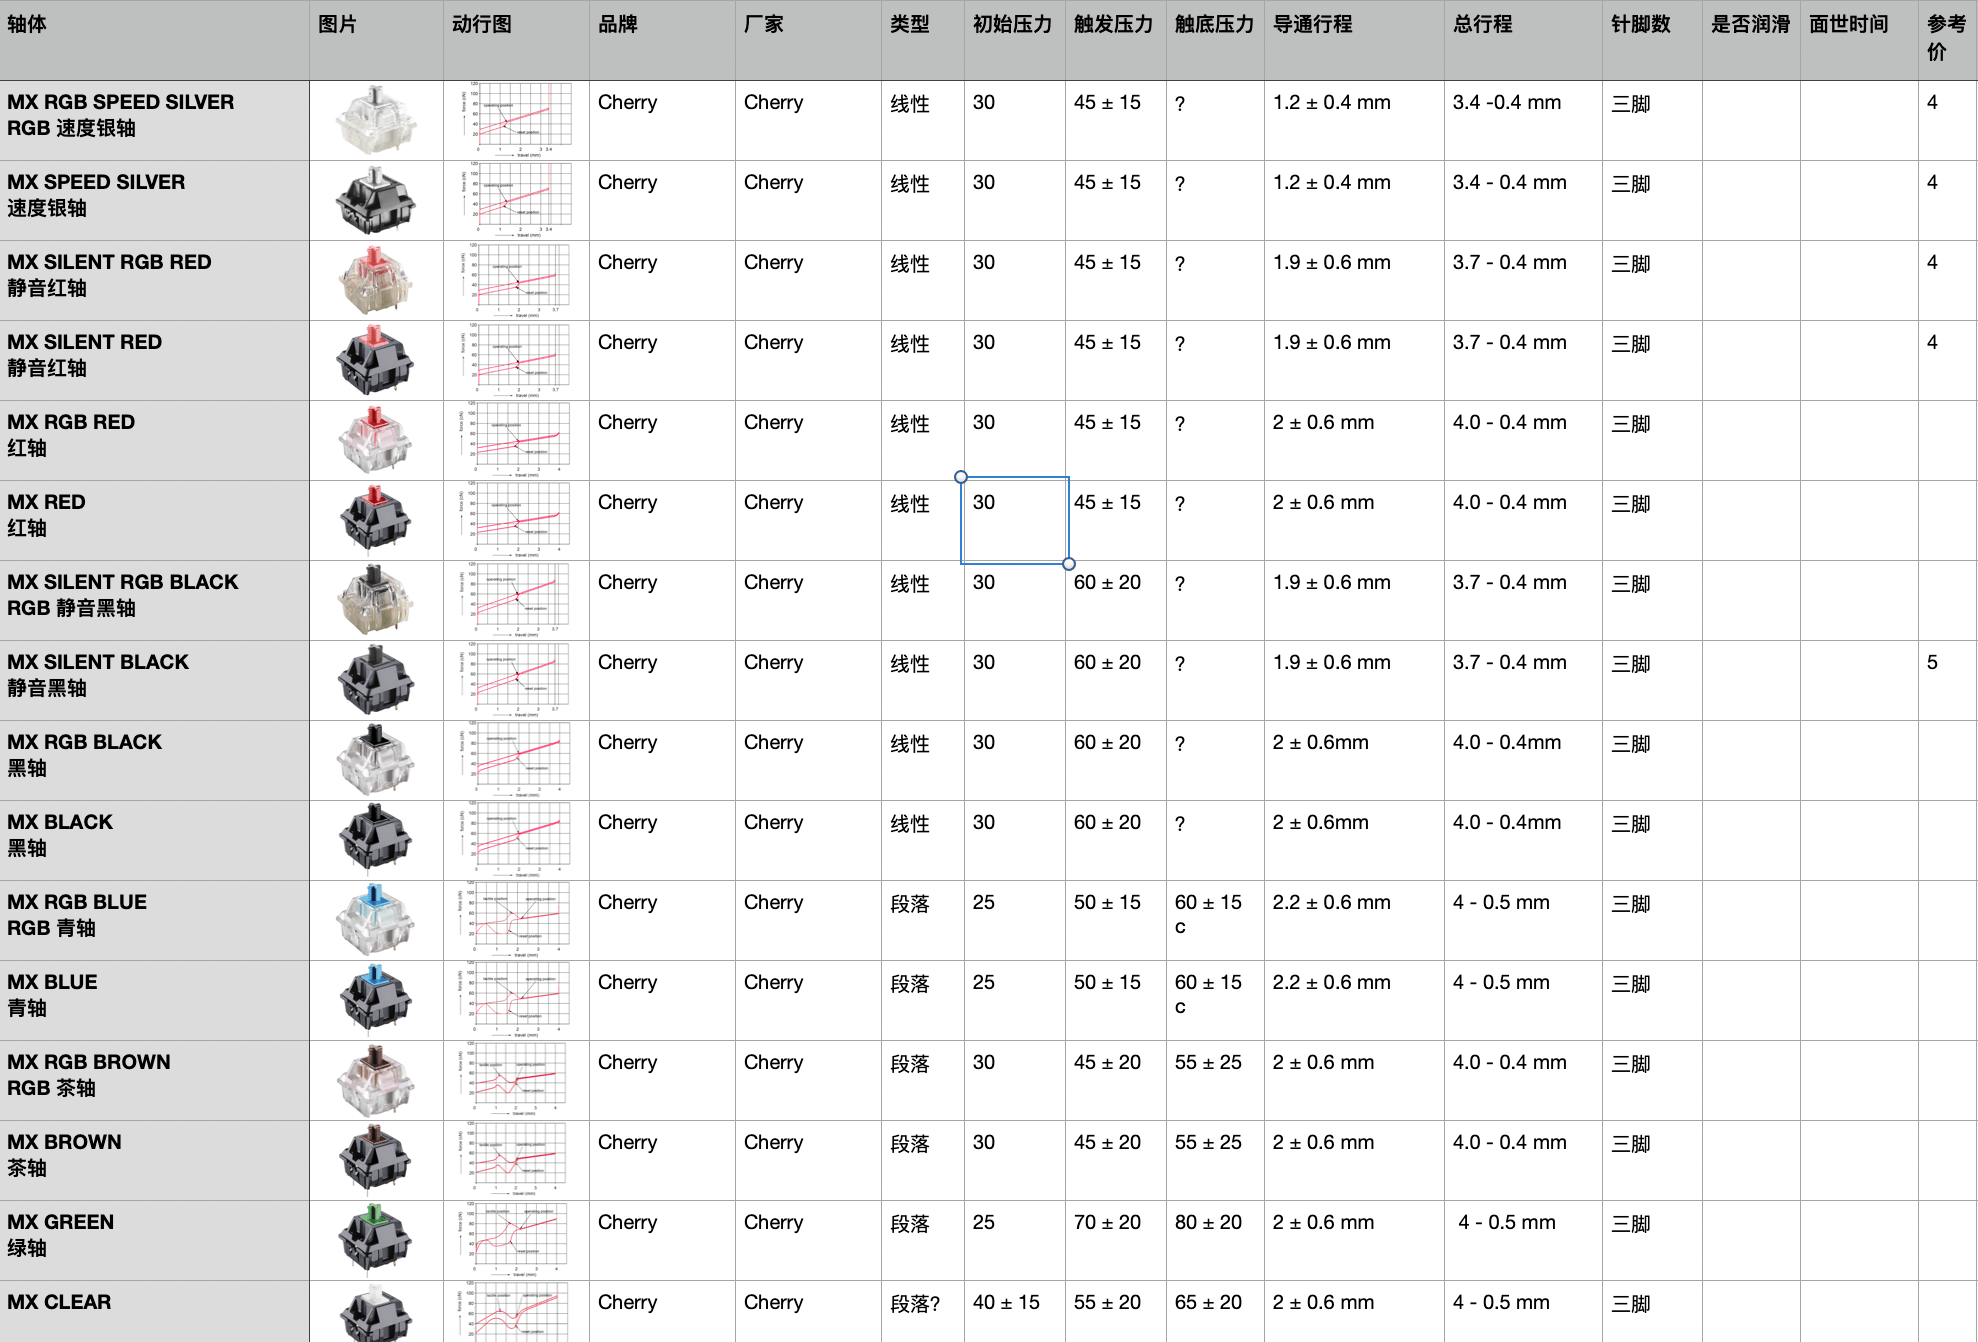 轴体 图片 动行图 品牌 厂家 类型 初始压力 触发压力 触底压力 导通行程 总行程 针脚数 是否润滑 面世时间 参考
价
MX RGB SPEED SILVER Cherry Cherry 线性 30 45 ± 15 ? 1.2 ± 0.4 mm 3.4 -0.4 mm 三脚 4
RGB 速度银轴
MX SPEED SILVER Cherry Cherry 线性 30 45 ± 15 ? 1.2 ± 0.4 mm 3.4 - 0.4 mm 三脚 4
速度银轴
MX SILENT RGB RED Cherry Cherry 线性 30 45 ± 15 ? 1.9 ± 0.6 mm 3.7 - 0.4 mm 三脚 4
静音红轴
MX SILENT RED Cherry Cherry 线性 30 45 ± 15 ? 1.9 ± 0.6 mm 3.7 - 0.4 mm 三脚 4
静音红轴
MX RGB RED Cherry Cherry 线性 30 45 ± 15 ? 2 ± 0.6 mm 4.0 - 0.4 mm 三脚
红轴
MX RED Cherry Cherry 线性 30 45 ± 15 ? 2 ± 0.6 mm 4.0 - 0.4 mm 三脚
红轴
MX SILENT RGB BLACK Cherry Cherry 线性 30 60 ± 20 ? 1.9 ± 0.6 mm 3.7 - 0.4 mm 三脚
RGB 静音黑轴
MX SILENT BLACK Cherry Cherry 线性 30 60 ± 20 ? 1.9 ± 0.6 mm 3.7 - 0.4 mm 三脚 5
静音黑轴
MX RGB BLACK Cherry Cherry 线性 30 60 ± 20 ? 2 ± 0.6mm 4.0 - 0.4mm 三脚
黑轴
MX BLACK Cherry Cherry 线性 30 60 ± 20 ? 2 ± 0.6mm 4.0 - 0.4mm 三脚
黑轴
MX RGB BLUE Cherry Cherry 段落 25 50 ± 15 60 ± 15 2.2 ± 0.6 mm 4 - 0.5 mm 三脚
RGB 青轴 c
MX BLUE Cherry Cherry 段落 25 50 ± 15 60 ± 15 2.2 ± 0.6 mm 4 - 0.5 mm 三脚
青轴 c
MX RGB BROWN Cherry Cherry 段落 30 45 ± 20 55 ± 25 2 ± 0.6 mm 4.0 - 0.4 mm 三脚
RGB 茶轴
MX BROWN Cherry Cherry 段落 30 45 ± 20 55 ± 25 2 ± 0.6 mm 4.0 - 0.4 mm 三脚
茶轴
MX GREEN Cherry Cherry 段落 25 70 ± 20 80 ± 20 2 ± 0.6 mm 4 - 0.5 mm 三脚
绿轴
MX CLEAR Cherry Cherry 段落? 40 ± 15 55 ± 20 65 ± 20 2 ± 0.6 mm 4 - 0.5 mm 三脚